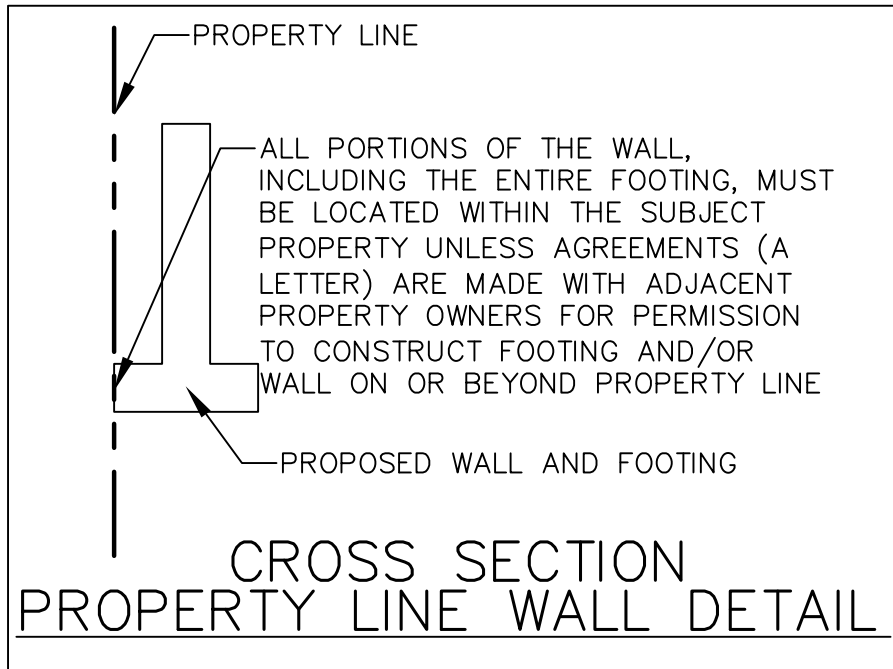 PROPERTY LINE
ALL PORTIONS OF THE WALL,
INCLUDING THE ENTIRE FOOTING, MUST
BE LOCATED WITHIN THE SUBJECT
PROPERTY UNLESS AGREEMENTS (A
LETTER) ARE MADE WITH ADJACENT
PROPERTY OWNERS FOR PERMISSION
TO CONSTRUCT FOOTING AND/OR
WALL ON OR BEYOND PROPERTY LINE
PROPOSED WALL AND FOOTING
CROSS SECTION
PROPERTY LINE WALL DETAIL